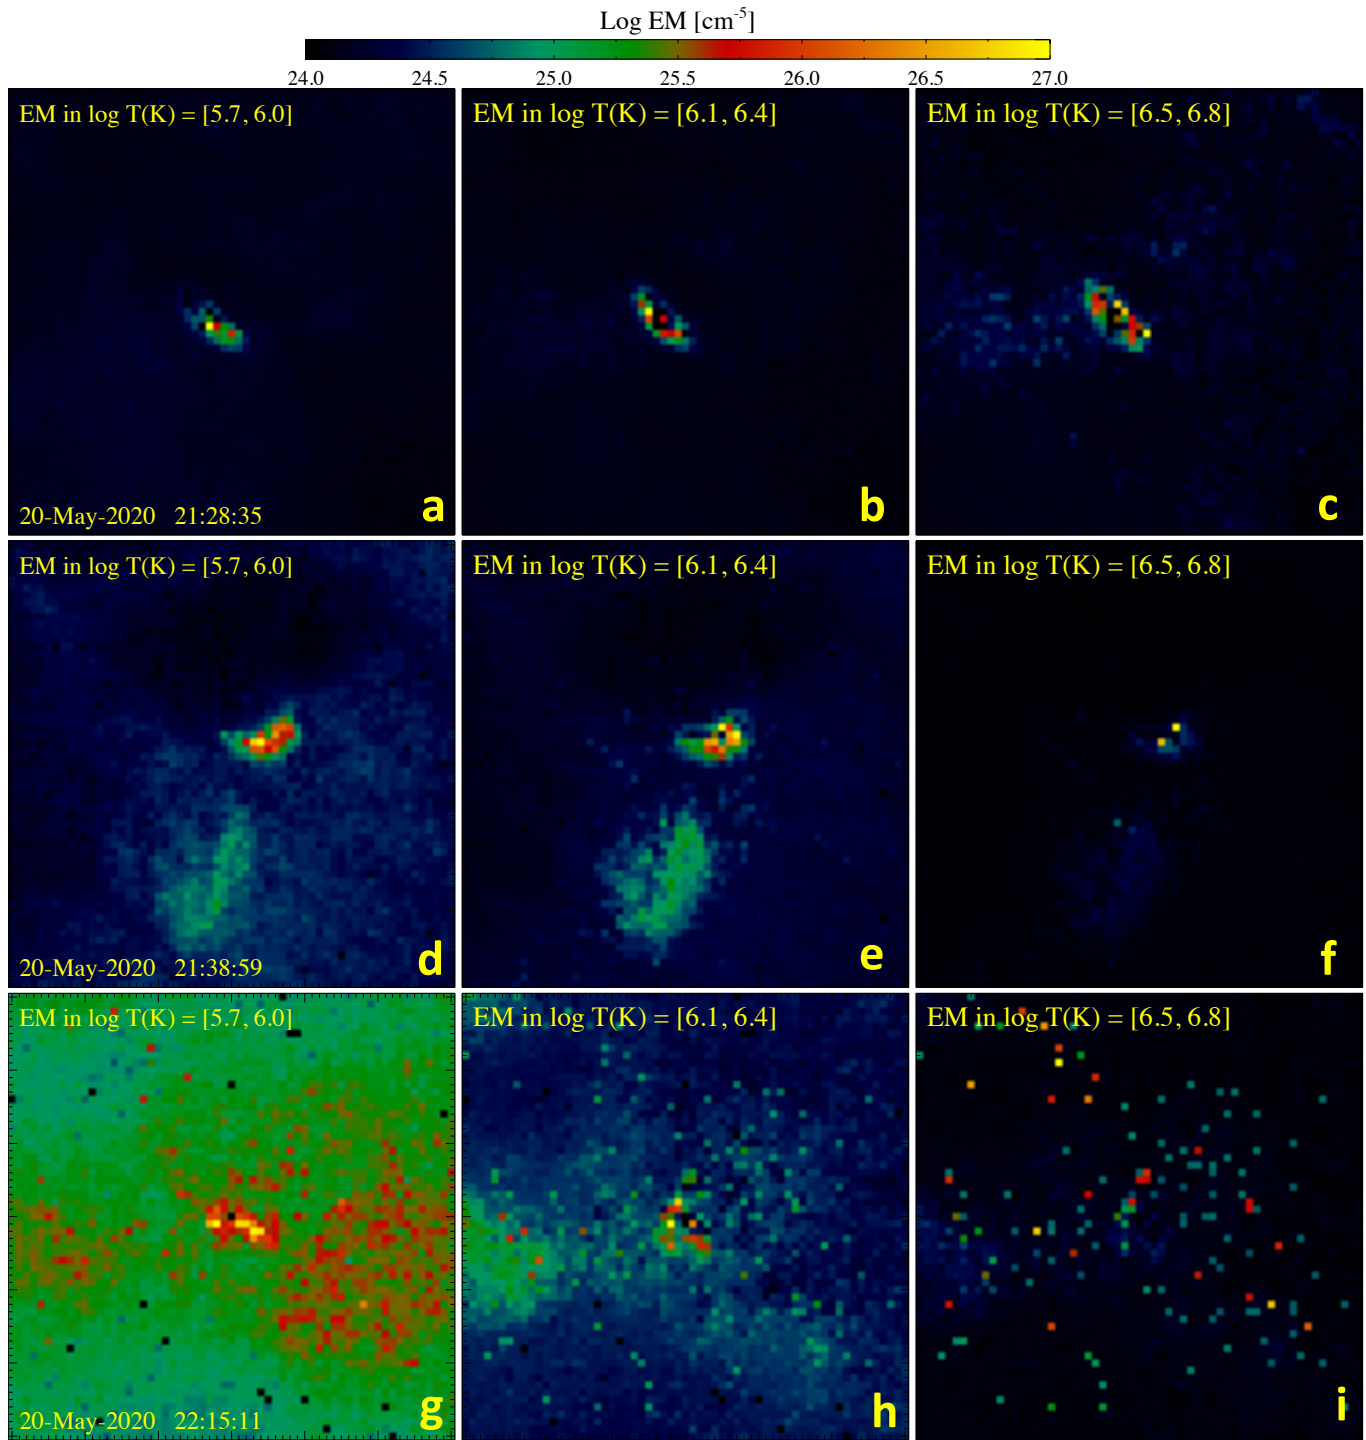 Log EM [cm-5]
24.0 24.5 25.0 25.5 26.0 26.5 27.0
EM in log T(K) = [5.7, 6.0]
EM in log T(K) = [6.1, 6.4]
EM in log T(K) = [6.5, 6.8]
20-May-2020 21:28:35
a
b
c
EM in log T(K) = [5.7, 6.0]
EM in log T(K) = [6.1, 6.4]
EM in log T(K) = [6.5, 6.8]
20-May-2020 21:38:59
d
e
f
EM in log T(K) = [5.7, 6.0]
EM in log T(K) = [6.1, 6.4]
EM in log T(K) = [6.5, 6.8]
20-May-2020 22:15:11
g
h
i